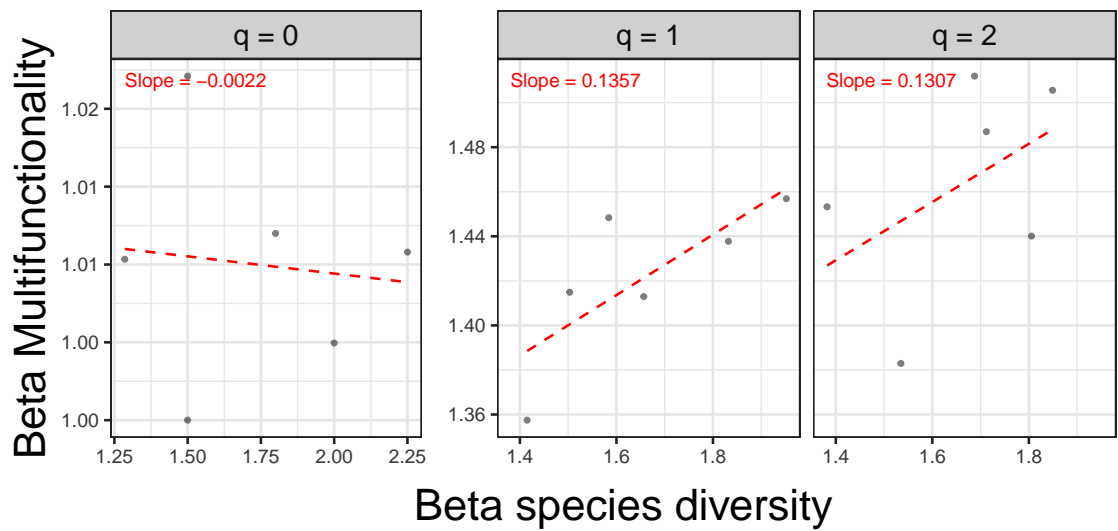 q = 0
q = 1
q = 2
Slope = −0.0022
Slope = 0.1357
Slope = 0.1307
Beta Multifunctionality
1.02
1.01
1.01
1.00
1.00
1.48
1.44
1.40
1.36
1.25
1.50
1.75
2.00
2.25
1.4
1.6
1.8
1.4
1.6
1.8
Beta species diversity